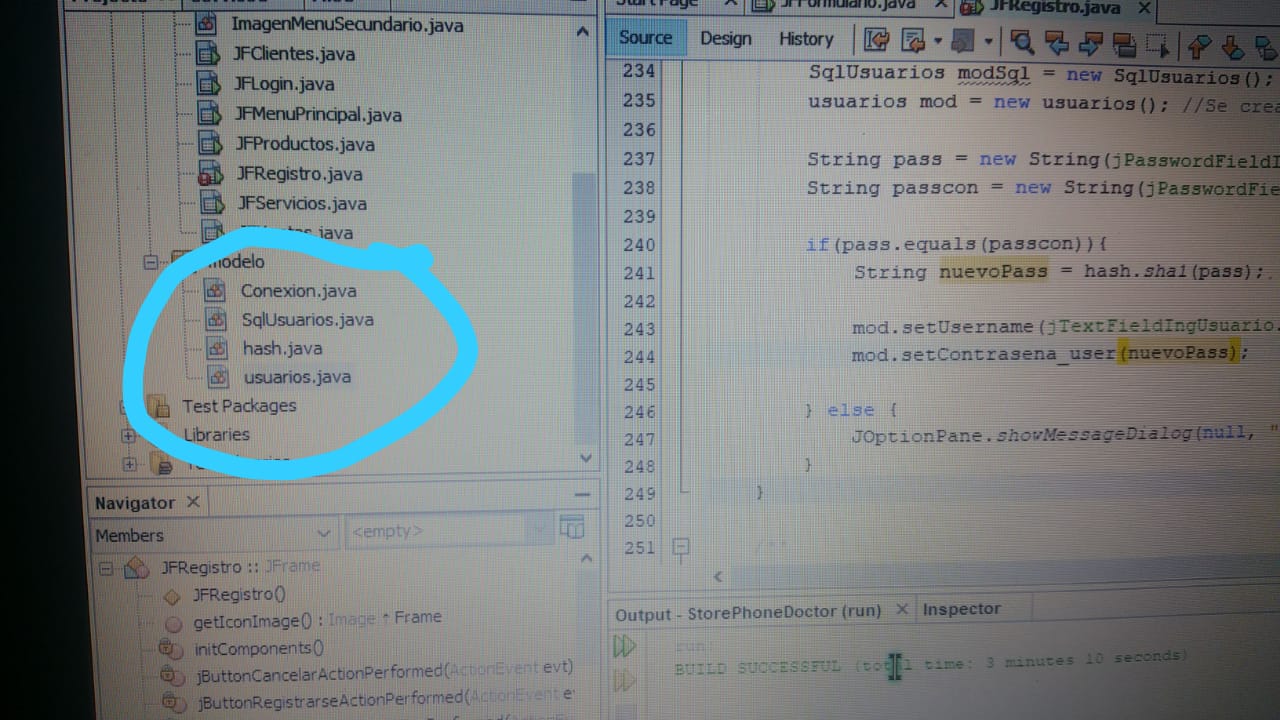 Start Page
JFFormulario.java
JFRegistro.java
Source
Design
History
ImagenMenuSecundario.java
JFClientes.java
JFLogin.java
JFMenuPrincipal.java
JFProductos.java
JFRegistro.java
JFServicios.java
.java
modelo
Conexion.java
SqlUsuarios.java
hash.java
usuarios.java
Test Packages
Libraries
234 SqlUsuarios modSql = new SqlUsuarios();
235 usuarios mod = new usuarios(); //Se crea
236
237 String pass = new String(jPasswordFieldI
238 String passcon = new String(jPasswordFie
239
240 if(pass.equals(passcon)){
241 String nuevoPass = hash.sha1(pass);
242
243 mod.setUsername(jTextFieldIngUsuario.
244 mod.setContrasena_user(nuevoPass);
245
246 } else {
247 JOptionPane.showMessageDialog(null, "
248 }
249 }
250
251 /**
Navigator
Members
<empty>
JFRegistro :: JFrame
JFRegistro()
getIconImage() : Image ↑ Frame
initComponents()
jButtonCancelarActionPerformed(ActionEvent evt)
jButtonRegistrarseActionPerformed(ActionEvent e
Output - StorePhoneDoctor (run)
Inspector
run:
BUILD SUCCESSFUL (total time: 3 minutes 10 seconds)